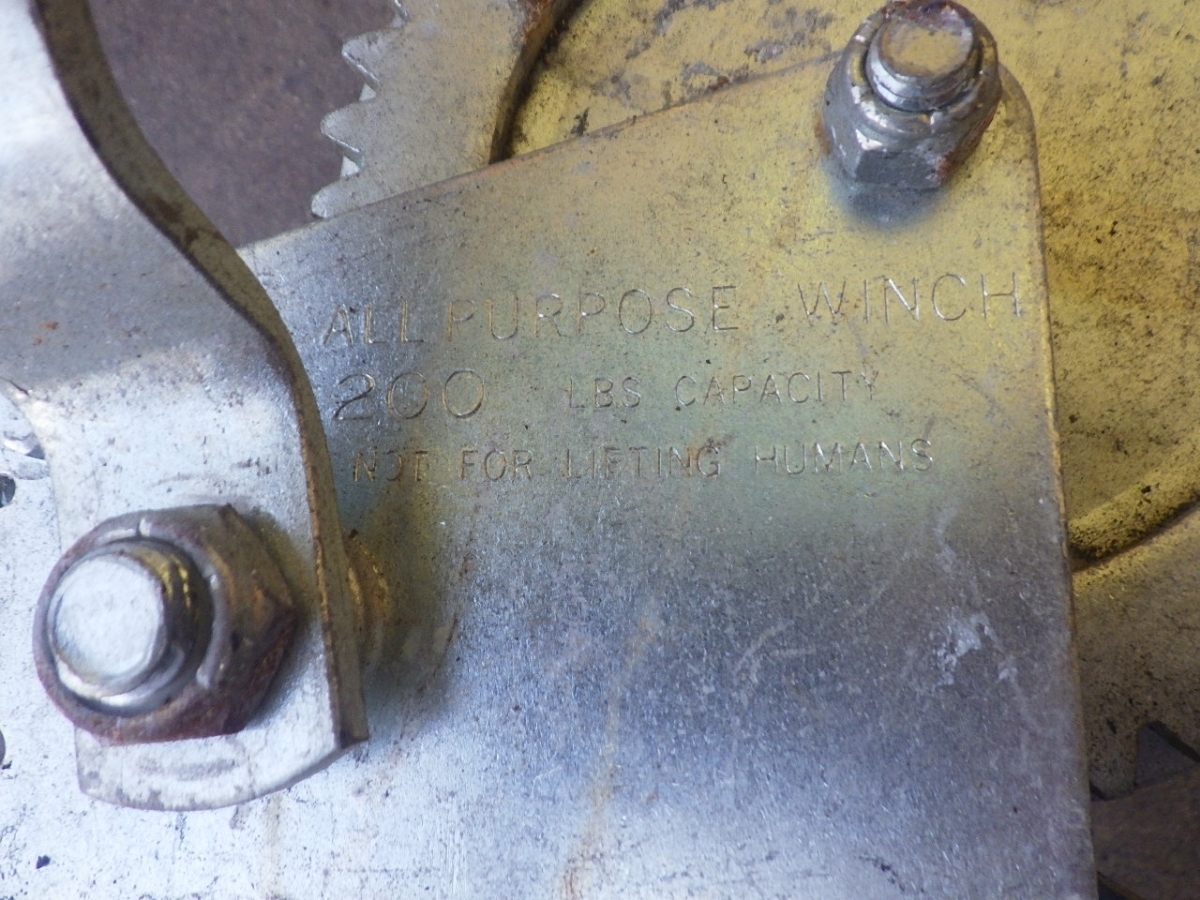 ALL PURPOSE WINCH
200 LBS CAPACITY
NOT FOR LIFTING HUMANS